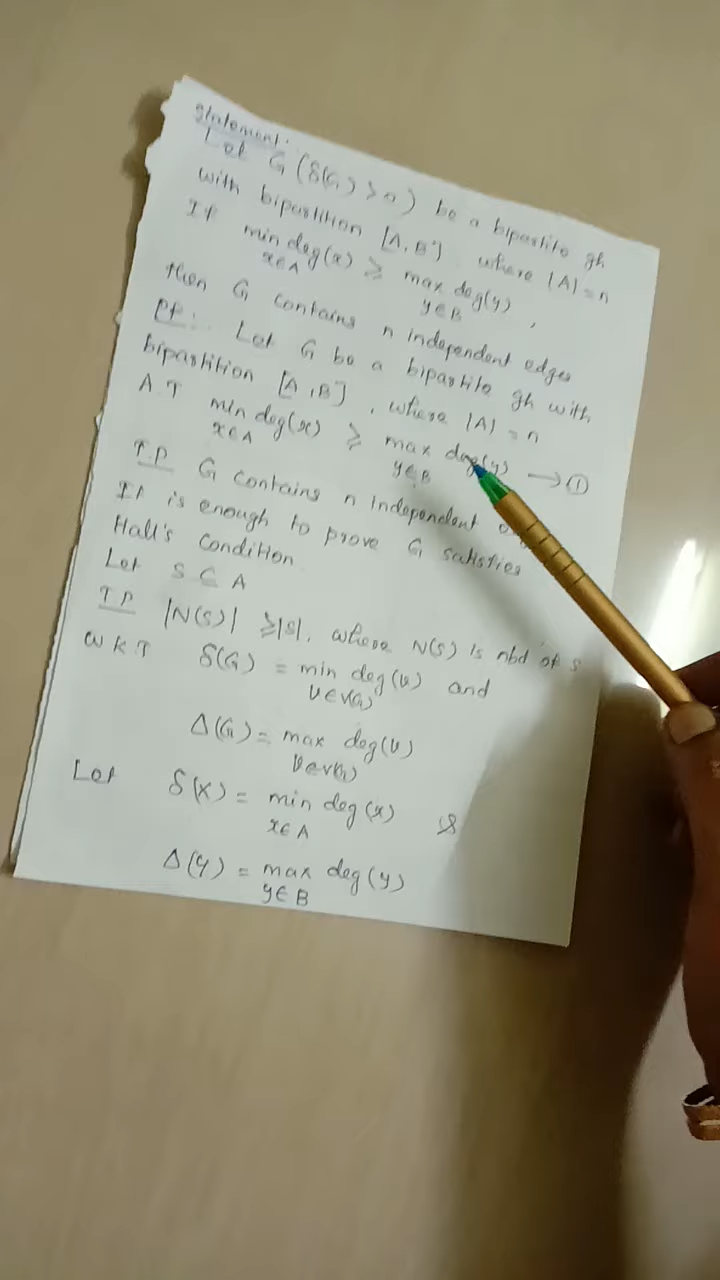 Statement:
Let G (δ(G) > 0) be a bipartite gh
with bipartition [A, B] where |A| = n
If min deg(x) ≥ max deg(y),
x∈A y∈B
then G contains n independent edges
Pf: Let G be a bipartite gh with
bipartition [A, B], where |A| = n
A.T min deg(x) ≥ max deg(y) → ①
x∈A y∈B
T.P G contains n independent
It is enough to prove G satisfies
Hall's Condition
Let S ⊆ A
T P |N(S)| ≥ |S|, where N(S) is nbd of S
W K T δ(G) = min deg(v) and
v∈V(G)
Δ(G) = max deg(v)
v∈V(G)
Let δ(X) = min deg(x) &
x∈A
Δ(Y) = max deg(y)
y∈B